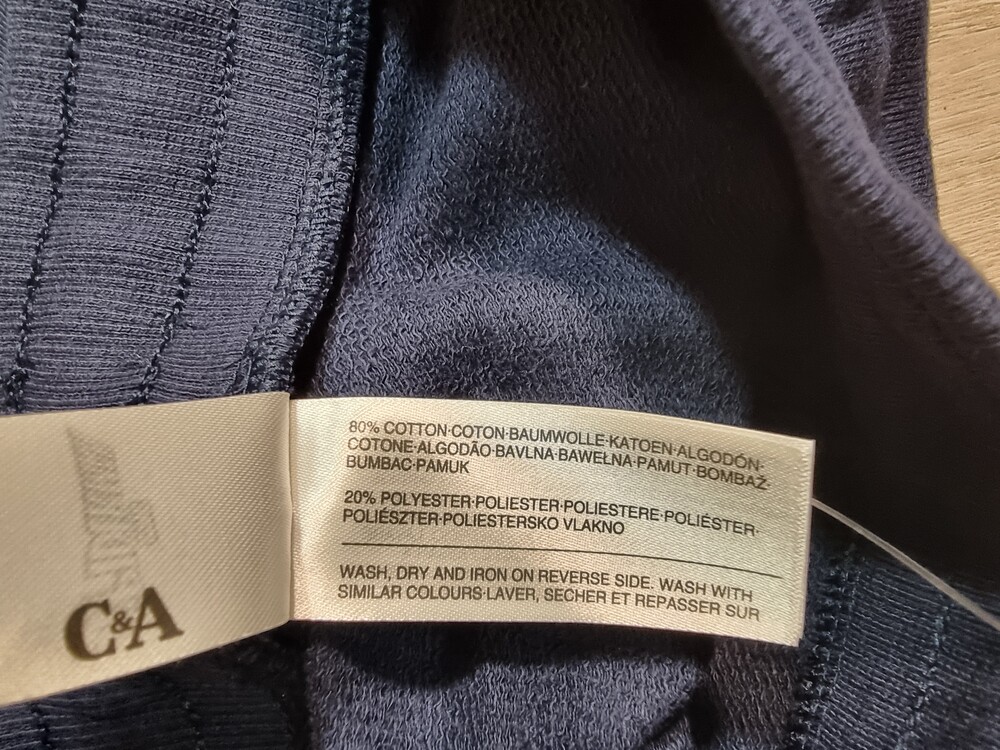 C&A
80% COTTON·COTON·BAUMWOLLE·KATOEN·ALGODÓN·
COTONE·ALGODÃO·BAVLNA·BAWEŁNA·PAMUT·BOMBAŽ·
BUMBAC·PAMUK
20% POLYESTER·POLIESTER·POLIESTERE·POLIÉSTER·
POLIÉSZTER·POLIESTERSKO VLAKNO
WASH, DRY AND IRON ON REVERSE SIDE. WASH WITH
SIMILAR COLOURS·LAVER, SECHER ET REPASSER SUR